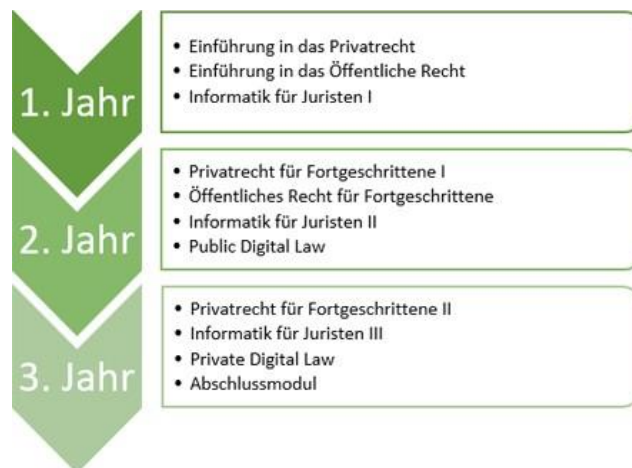 1. Jahr
• Einführung in das Privatrecht
• Einführung in das Öffentliche Recht
• Informatik für Juristen I
2. Jahr
• Privatrecht für Fortgeschrittene I
• Öffentliches Recht für Fortgeschrittene
• Informatik für Juristen II
• Public Digital Law
3. Jahr
• Privatrecht für Fortgeschrittene II
• Informatik für Juristen III
• Private Digital Law
• Abschlussmodul